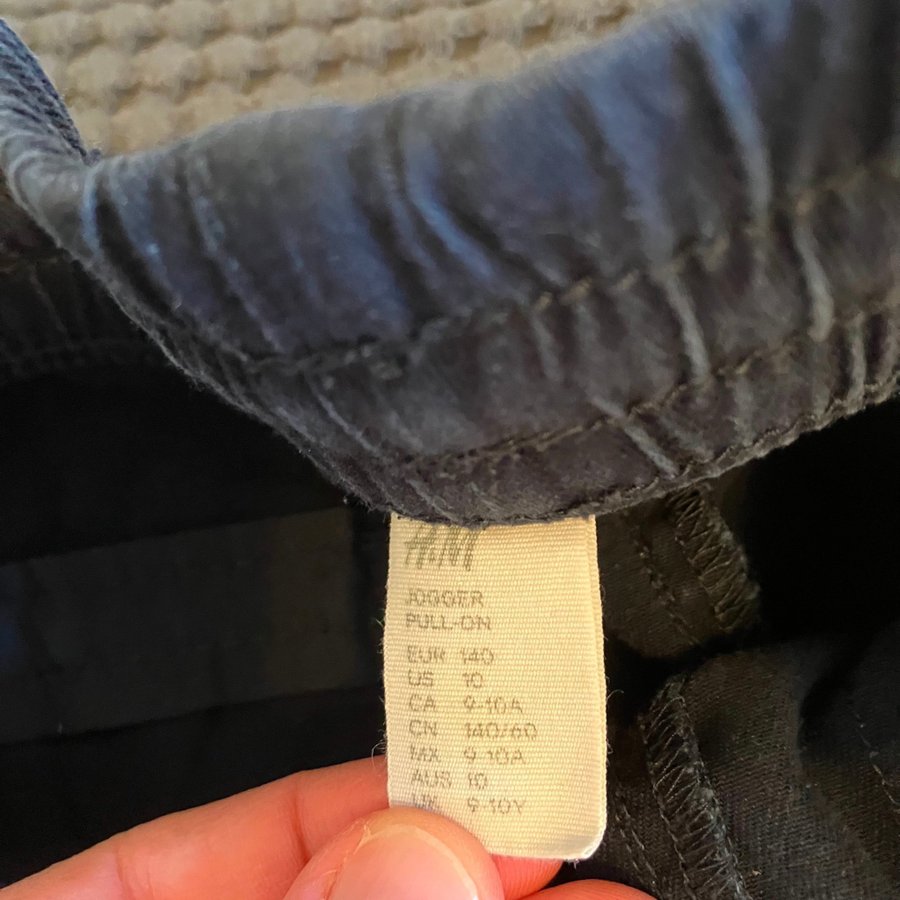 H&M
JOGGER
PULL-ON
EUR 140
US 10
CA 9-10A
CN 140/60
MX 9-10A
AUS 10
UK 9-10Y